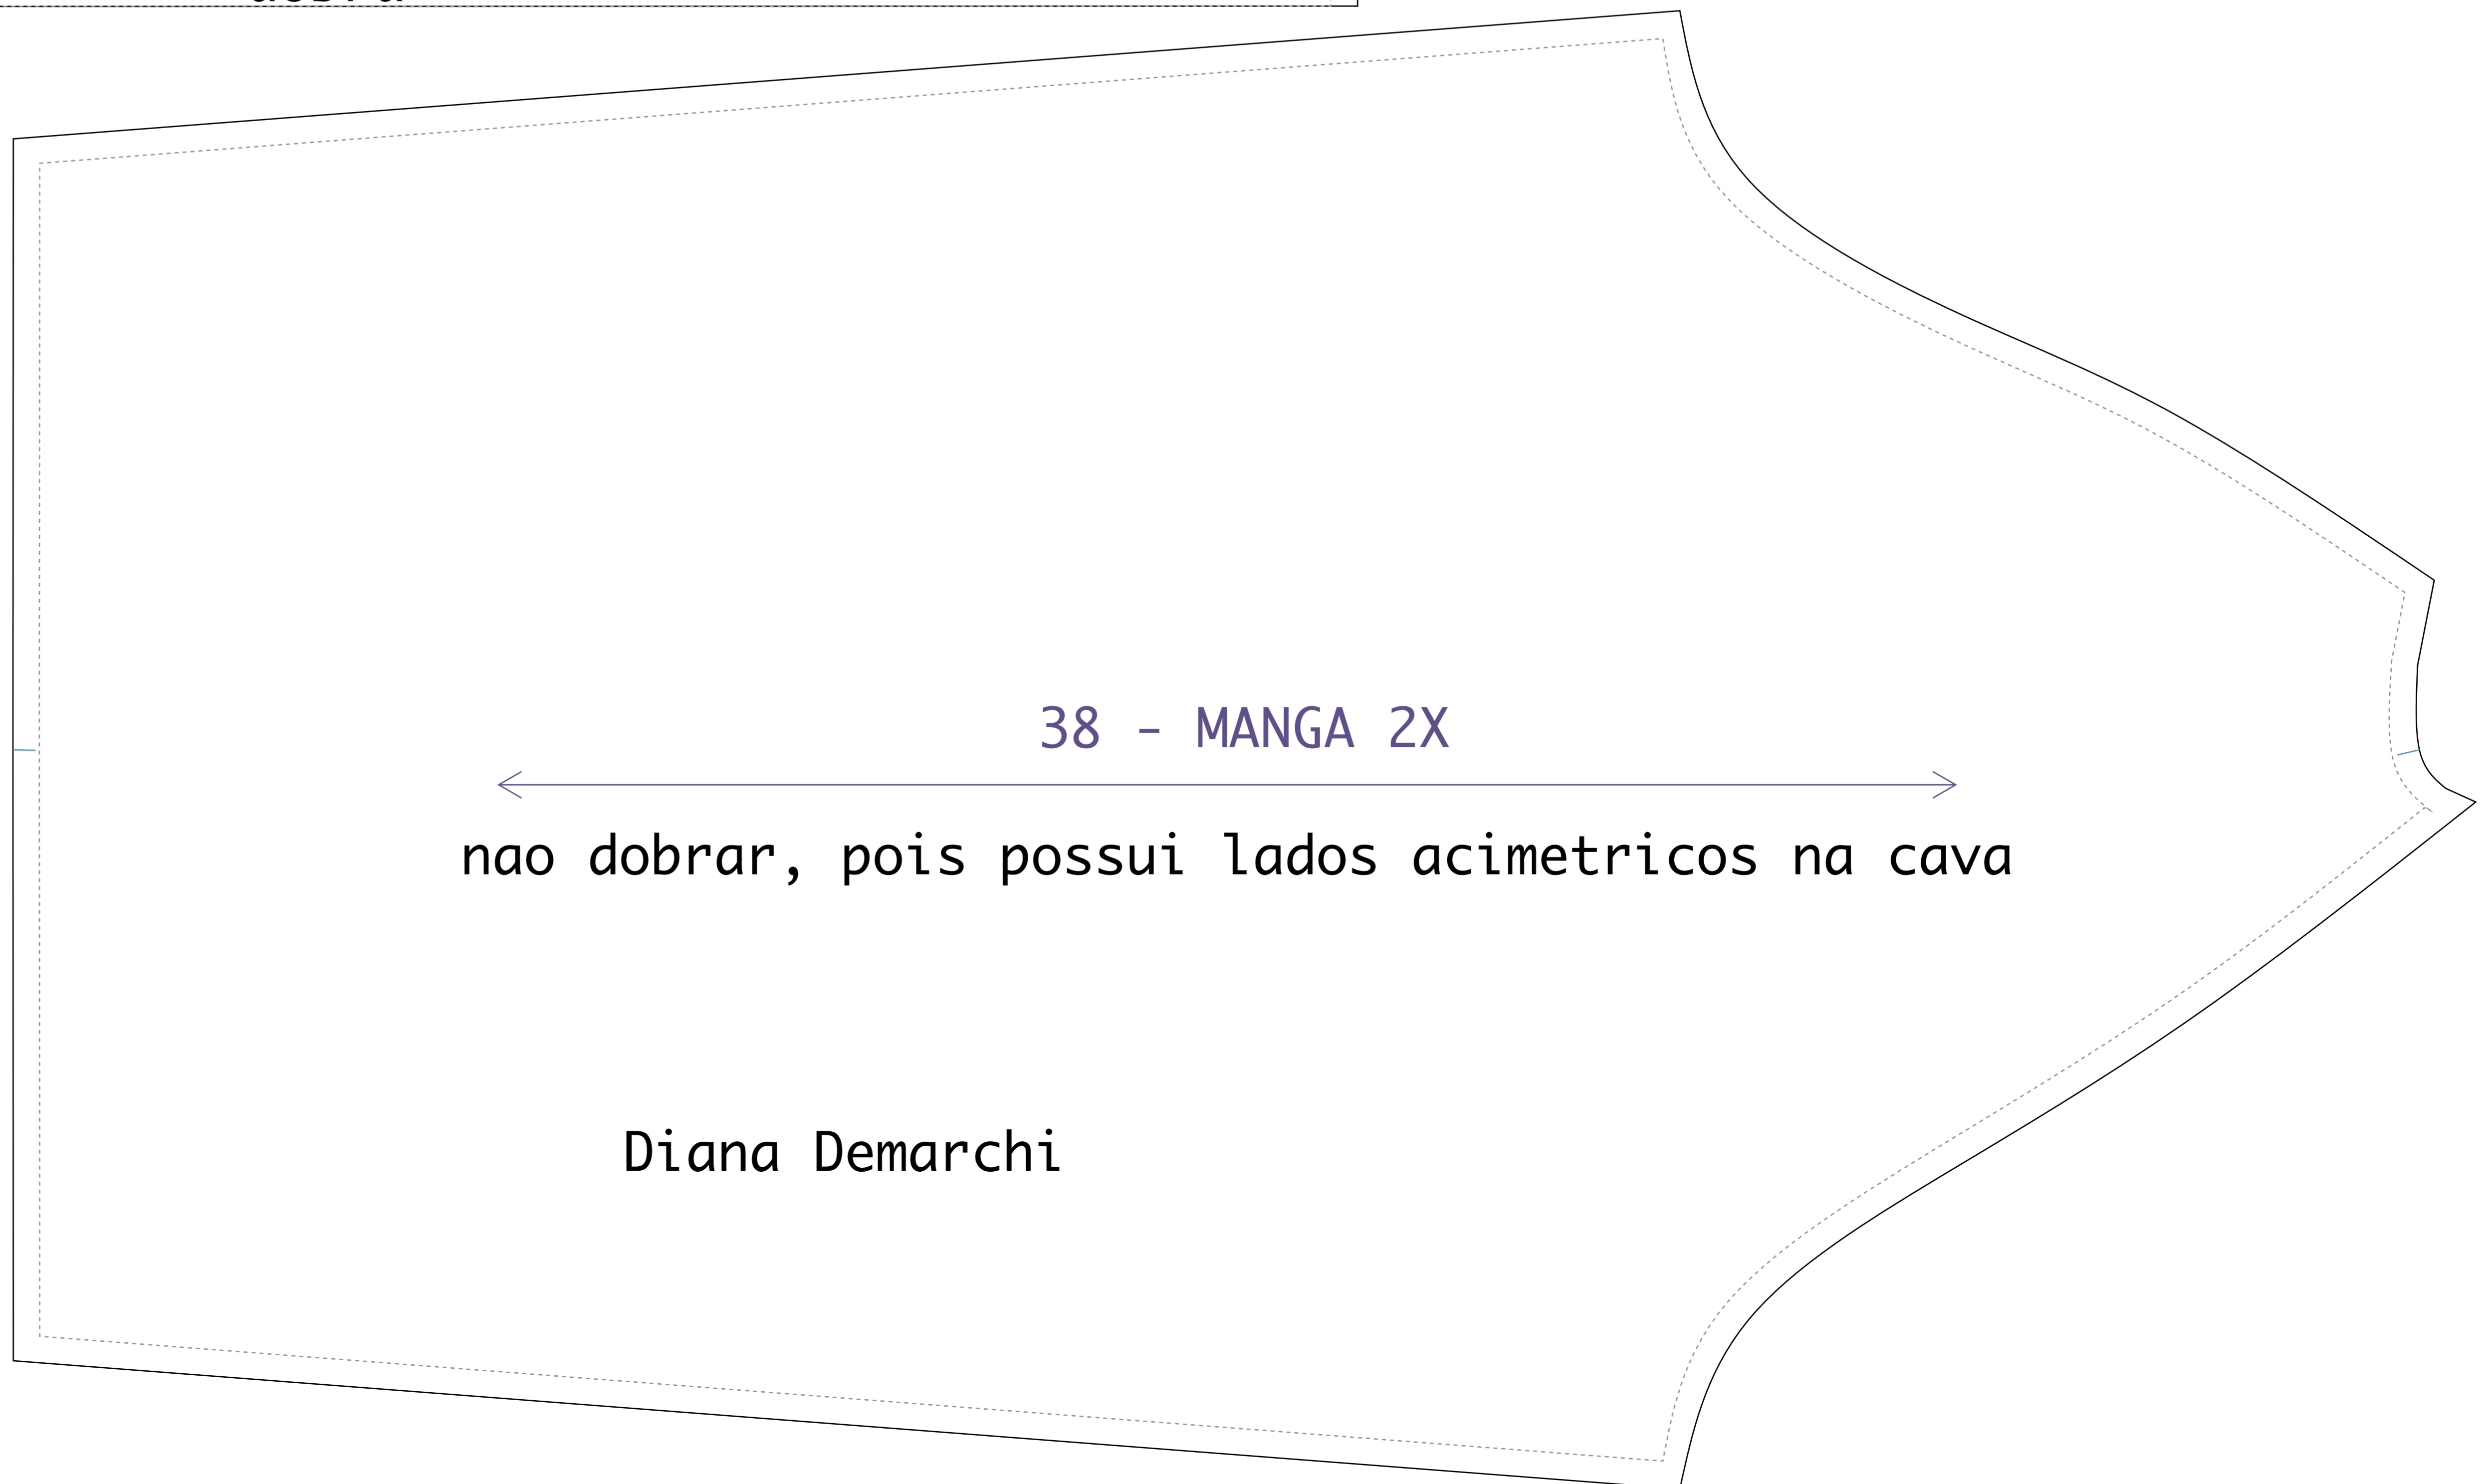 38 - MANGA 2X
nao dobrar, pois possui lados acimetricos na cava
Diana Demarchi